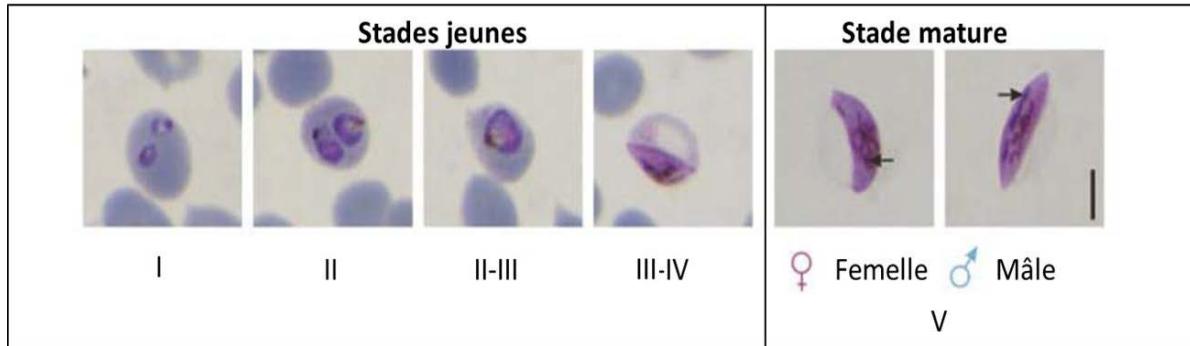 Stades jeunes
Stade mature
I
II
II-III
III-IV
♀ Femelle
♂ Mâle
V